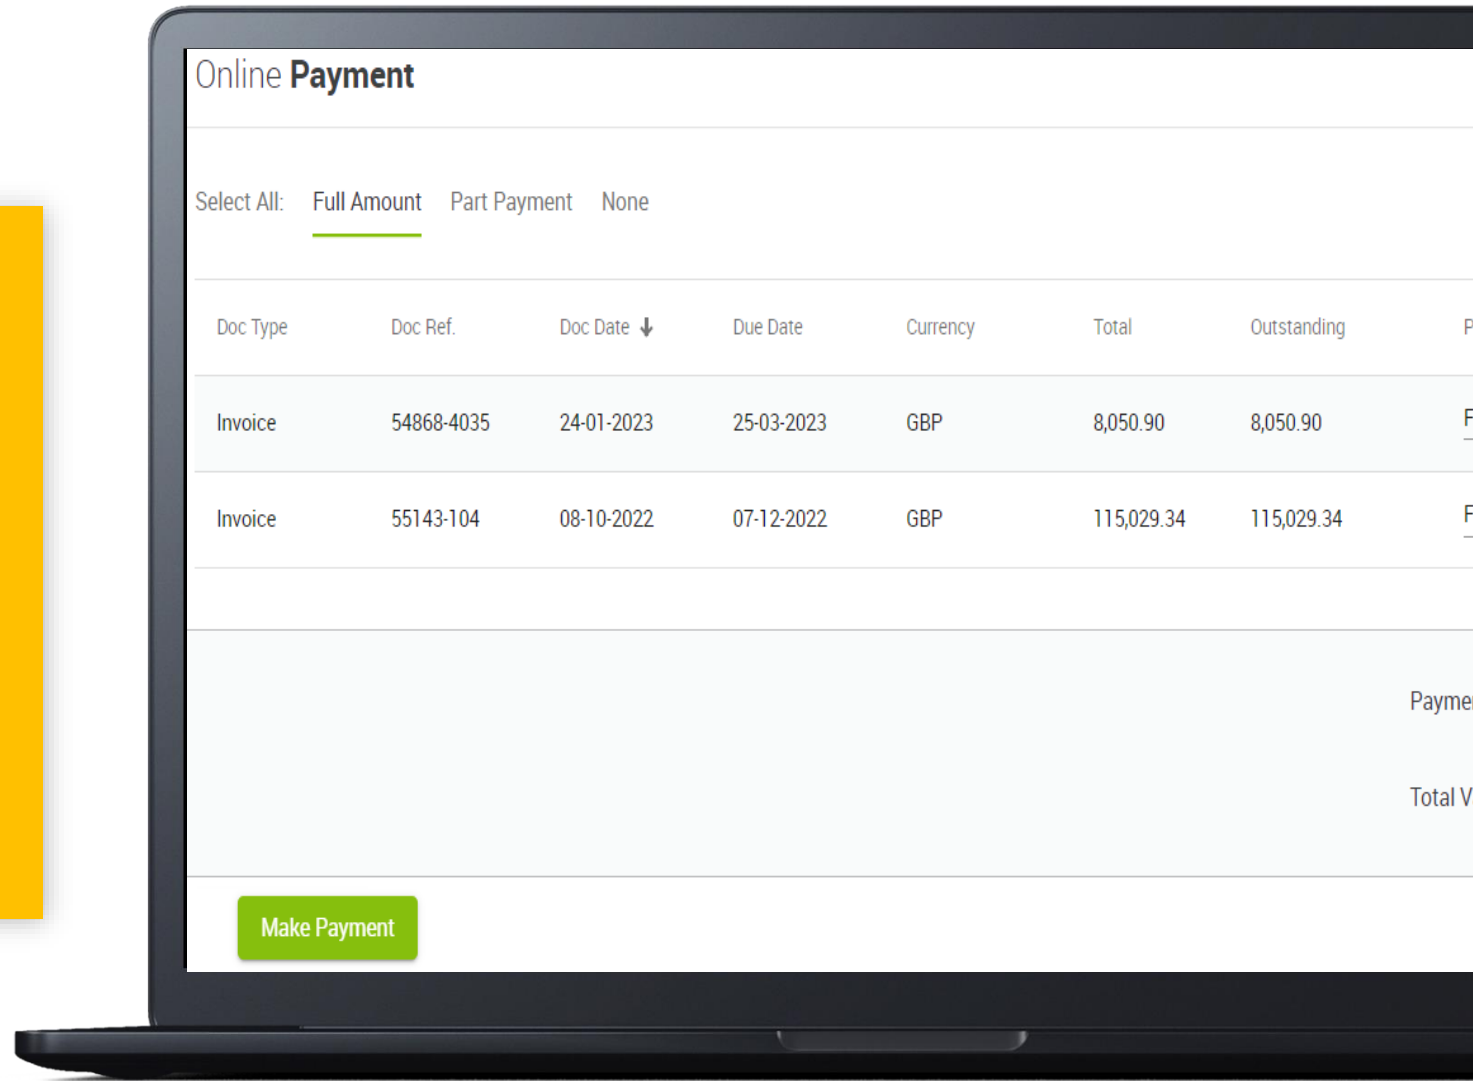 Online Payment
Select All: Full Amount Part Payment None
Doc Type Doc Ref. Doc Date Due Date Currency Total Outstanding
Invoice 54868-4035 24-01-2023 25-03-2023 GBP 8,050.90 8,050.90
Invoice 55143-104 08-10-2022 07-12-2022 GBP 115,029.34 115,029.34
Total
Make Payment